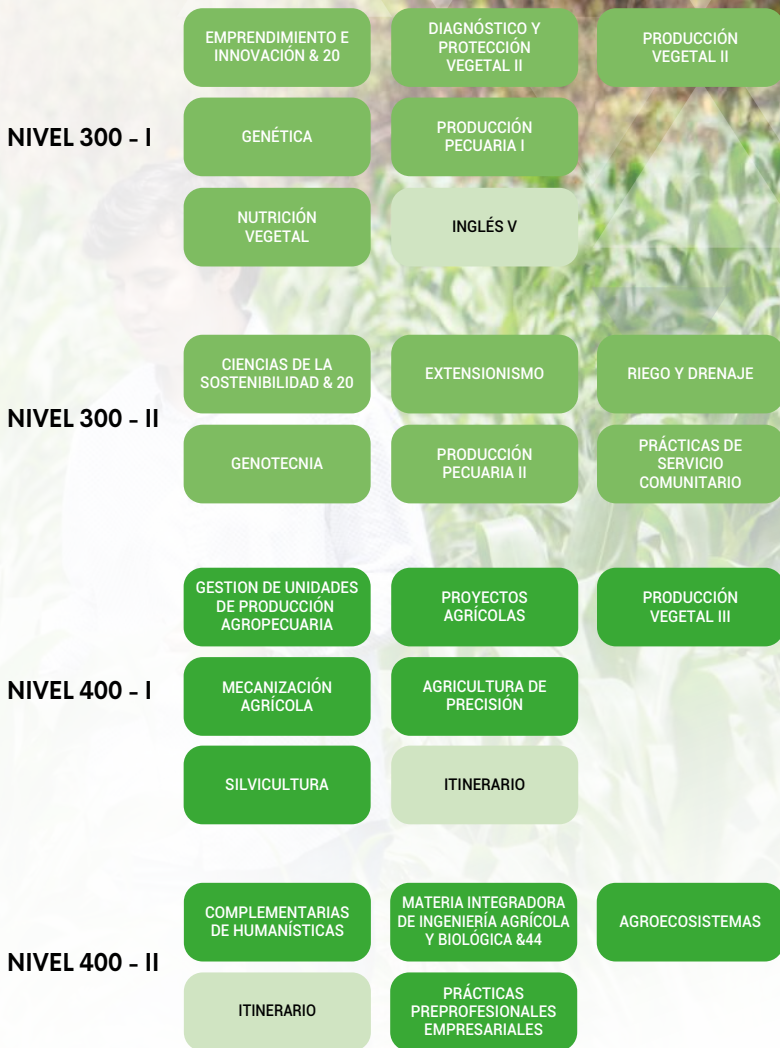 NIVEL 300 - I
EMPRENDIMIENTO E
INNOVACIÓN & 20
DIAGNÓSTICO Y
PROTECCIÓN
VEGETAL II
PRODUCCIÓN
VEGETAL II
GENÉTICA
PRODUCCIÓN
PECUARIA I
NUTRICIÓN
VEGETAL
INGLÉS V
NIVEL 300 - II
CIENCIAS DE LA
SOSTENIBILIDAD & 20
EXTENSIONISMO
RIEGO Y DRENAJE
GENOTECNIA
PRODUCCIÓN
PECUARIA II
PRÁCTICAS DE
SERVICIO
COMUNITARIO
NIVEL 400 - I
GESTION DE UNIDADES
DE PRODUCCIÓN
AGROPECUARIA
PROYECTOS
AGRÍCOLAS
PRODUCCIÓN
VEGETAL III
MECANIZACIÓN
AGRÍCOLA
AGRICULTURA DE
PRECISIÓN
SILVICULTURA
ITINERARIO
NIVEL 400 - II
COMPLEMENTARIAS
DE HUMANÍSTICAS
MATERIA INTEGRADORA
DE INGENIERÍA AGRÍCOLA
Y BIOLÓGICA &44
AGROECOSISTEMAS
ITINERARIO
PRÁCTICAS
PREPROFESIONALES
EMPRESARIALES